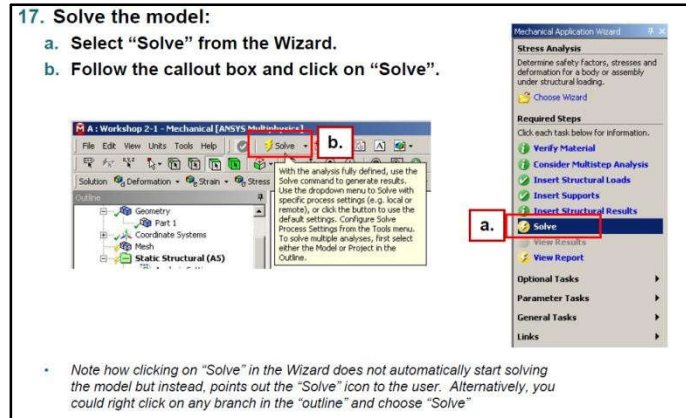 17. Solve the model:
a. Select “Solve” from the Wizard.
b. Follow the callout box and click on “Solve”.
A : Workshop 2-1 - Mechanical [ANSYS Multiphysics]
File Edit View Units Tools Help Solve
b.
Solution Deformation Strain Stress
Outline
Geometry
Part 1
Coordinate Systems
Mesh
Static Structural (A5)
With the analysis fully defined, use the
Solve command to generate results.
Use the dropdown menu to Solve with
specific process settings (e.g. local or
remote), or click the button to use the
default settings. Configure Solve
Process Settings from the Tools menu.
To solve multiple analyses, first select
either the Model or Project in the
Outline.
Mechanical Application Wizard
Stress Analysis
Determine safety factors, stresses and
deformation for a body or assembly
under structural loading.
Choose Wizard
Required Steps
Click each task below for information.
Verify Material
Consider Multistep Analysis
Insert Structural Loads
Insert Supports
Insert Structural Results
a.
Solve
View Results
View Report
Optional Tasks
Parameter Tasks
General Tasks
Links
• Note how clicking on “Solve” in the Wizard does not automatically start solving
the model but instead, points out the “Solve” icon to the user. Alternatively, you
could right click on any branch in the “outline” and choose “Solve”